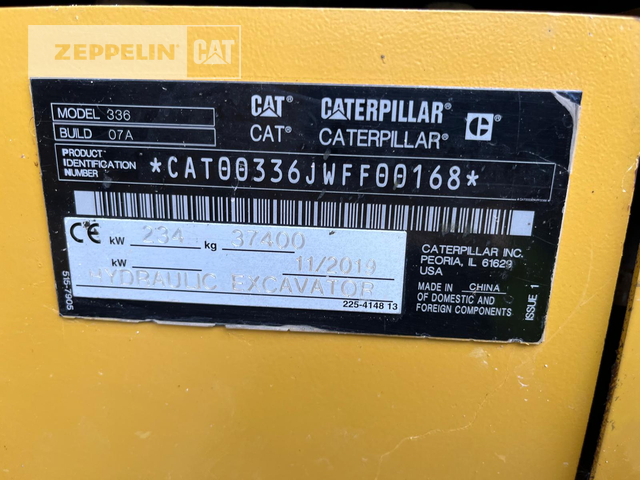 ZEPPELIN CAT
MODEL 336
BUILD 07A
CAT® CATERPILLAR® C
CAT® CATERPILLAR®
PRODUCT
IDENTIFICATION
NUMBER
*CAT00336JWFF00168*
CE kW 234 kg 37400
kW 11/2019
HYDRAULIC EXCAVATOR
225-4148 13
515-7905
CATERPILLAR INC.
PEORIA, IL 61629
USA
MADE IN CHINA
OF DOMESTIC AND
FOREIGN COMPONENTS
ISSUE 1